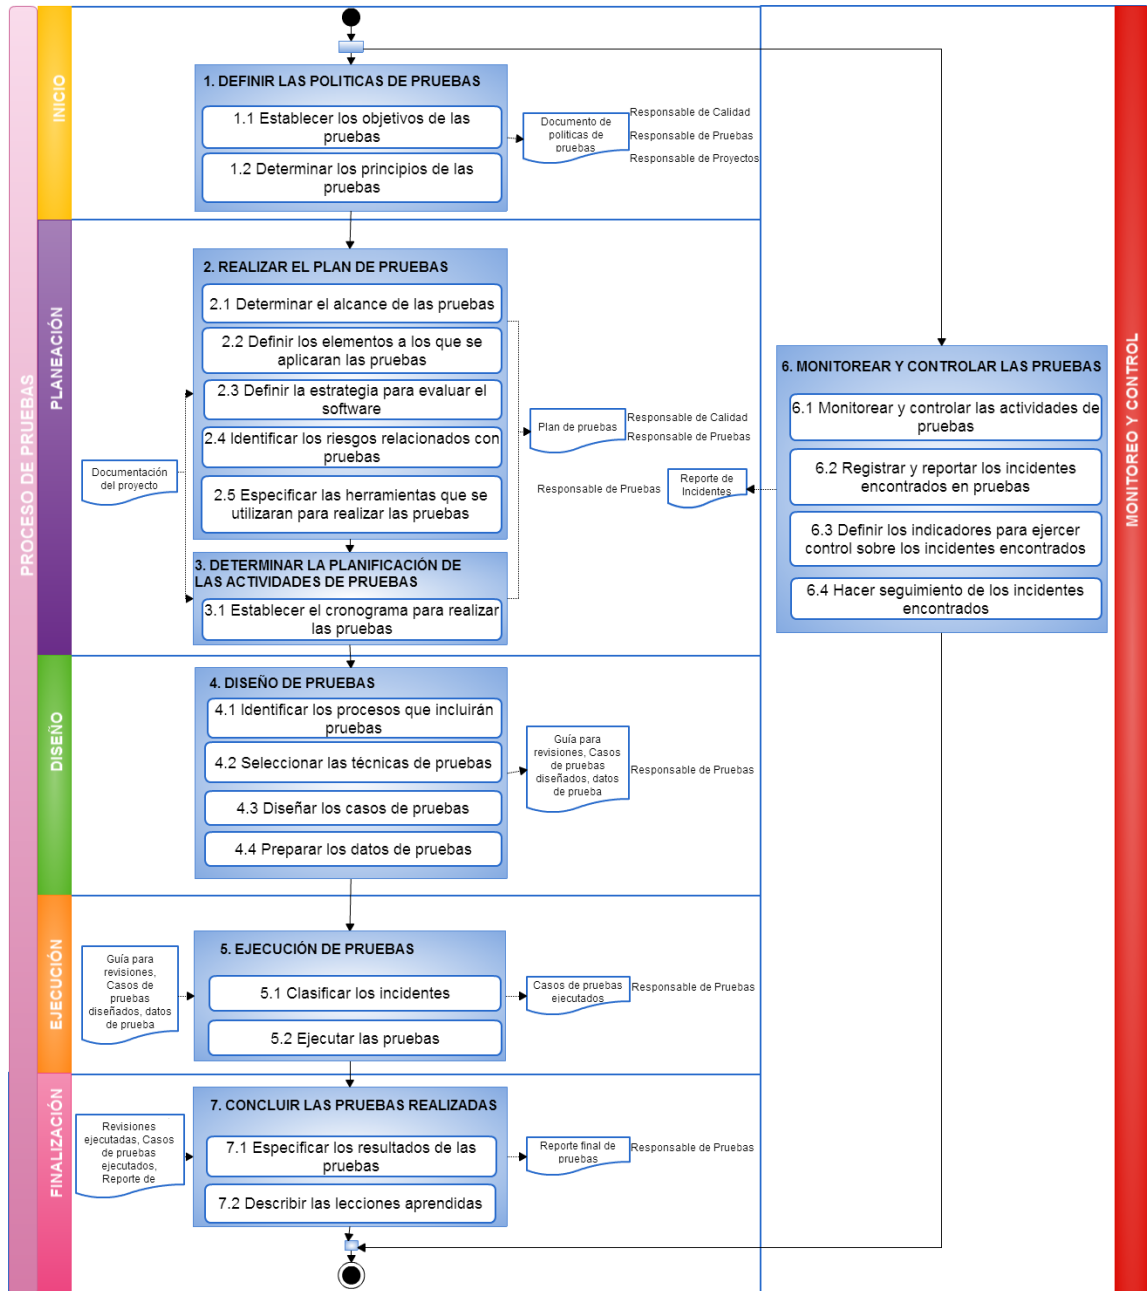 PROCESO DE PRUEBAS
INICIO
1. DEFINIR LAS POLITICAS DE PRUEBAS
1.1 Establecer los objetivos de las
pruebas
1.2 Determinar los principios de las
pruebas
Documento de
politicas de
pruebas
Responsable de Calidad
Responsable de Pruebas
Responsable de Proyectos
PLANEACIÓN
2. REALIZAR EL PLAN DE PRUEBAS
2.1 Determinar el alcance de las pruebas
2.2 Definir los elementos a los que se
aplicaran las pruebas
2.3 Definir la estrategia para evaluar el
software
2.4 Identificar los riesgos relacionados con
pruebas
2.5 Especificar las herramientas que se
utilizaran para realizar las pruebas
Documentación
del proyecto
3. DETERMINAR LA PLANIFICACIÓN DE
LAS ACTIVIDADES DE PRUEBAS
3.1 Establecer el cronograma para realizar
las pruebas
Plan de pruebas
Responsable de Calidad
Responsable de Pruebas
Responsable de Pruebas
Reporte de
Incidentes
MONITOREO Y CONTROL
6. MONITOREAR Y CONTROLAR LAS PRUEBAS
6.1 Monitorear y controlar las actividades de
pruebas
6.2 Registrar y reportar los incidentes
encontrados en pruebas
6.3 Definir los indicadores para ejercer
control sobre los incidentes encontrados
6.4 Hacer seguimiento de los incidentes
encontrados
DISEÑO
4. DISEÑO DE PRUEBAS
4.1 Identificar los procesos que incluirán
pruebas
4.2 Seleccionar las técnicas de pruebas
4.3 Diseñar los casos de pruebas
4.4 Preparar los datos de pruebas
Guía para
revisiones, Casos
de pruebas
diseñados, datos
de prueba
Responsable de Pruebas
EJECUCIÓN
Guía para
revisiones,
Casos de
pruebas
diseñados, datos
de prueba
5. EJECUCIÓN DE PRUEBAS
5.1 Clasificar los incidentes
5.2 Ejecutar las pruebas
Casos de pruebas
ejecutados
Responsable de Pruebas
FINALIZACIÓN
Revisiones
ejecutadas, Casos
de pruebas
ejecutados,
Reporte de
7. CONCLUIR LAS PRUEBAS REALIZADAS
7.1 Especificar los resultados de las
pruebas
7.2 Describir las lecciones aprendidas
Reporte final de
pruebas
Responsable de Pruebas